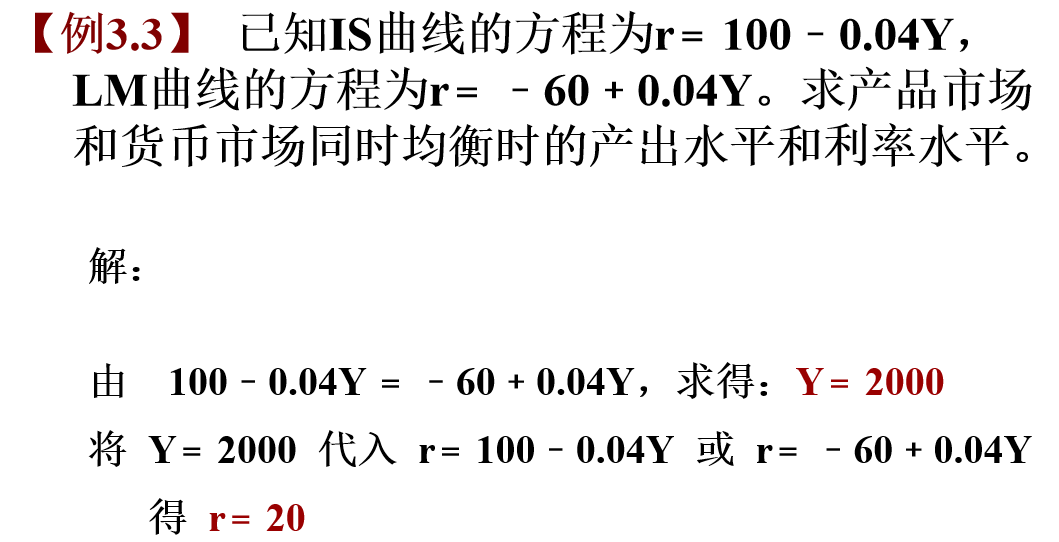 【例3.3】 已知IS曲线的方程为r = 100 - 0.04Y，
LM曲线的方程为r = - 60 + 0.04Y。求产品市场
和货币市场同时均衡时的产出水平和利率水平。
解：
由 100 - 0.04Y = - 60 + 0.04Y，求得：Y = 2000
将 Y = 2000 代入 r = 100 - 0.04Y 或 r = - 60 + 0.04Y
得 r = 20